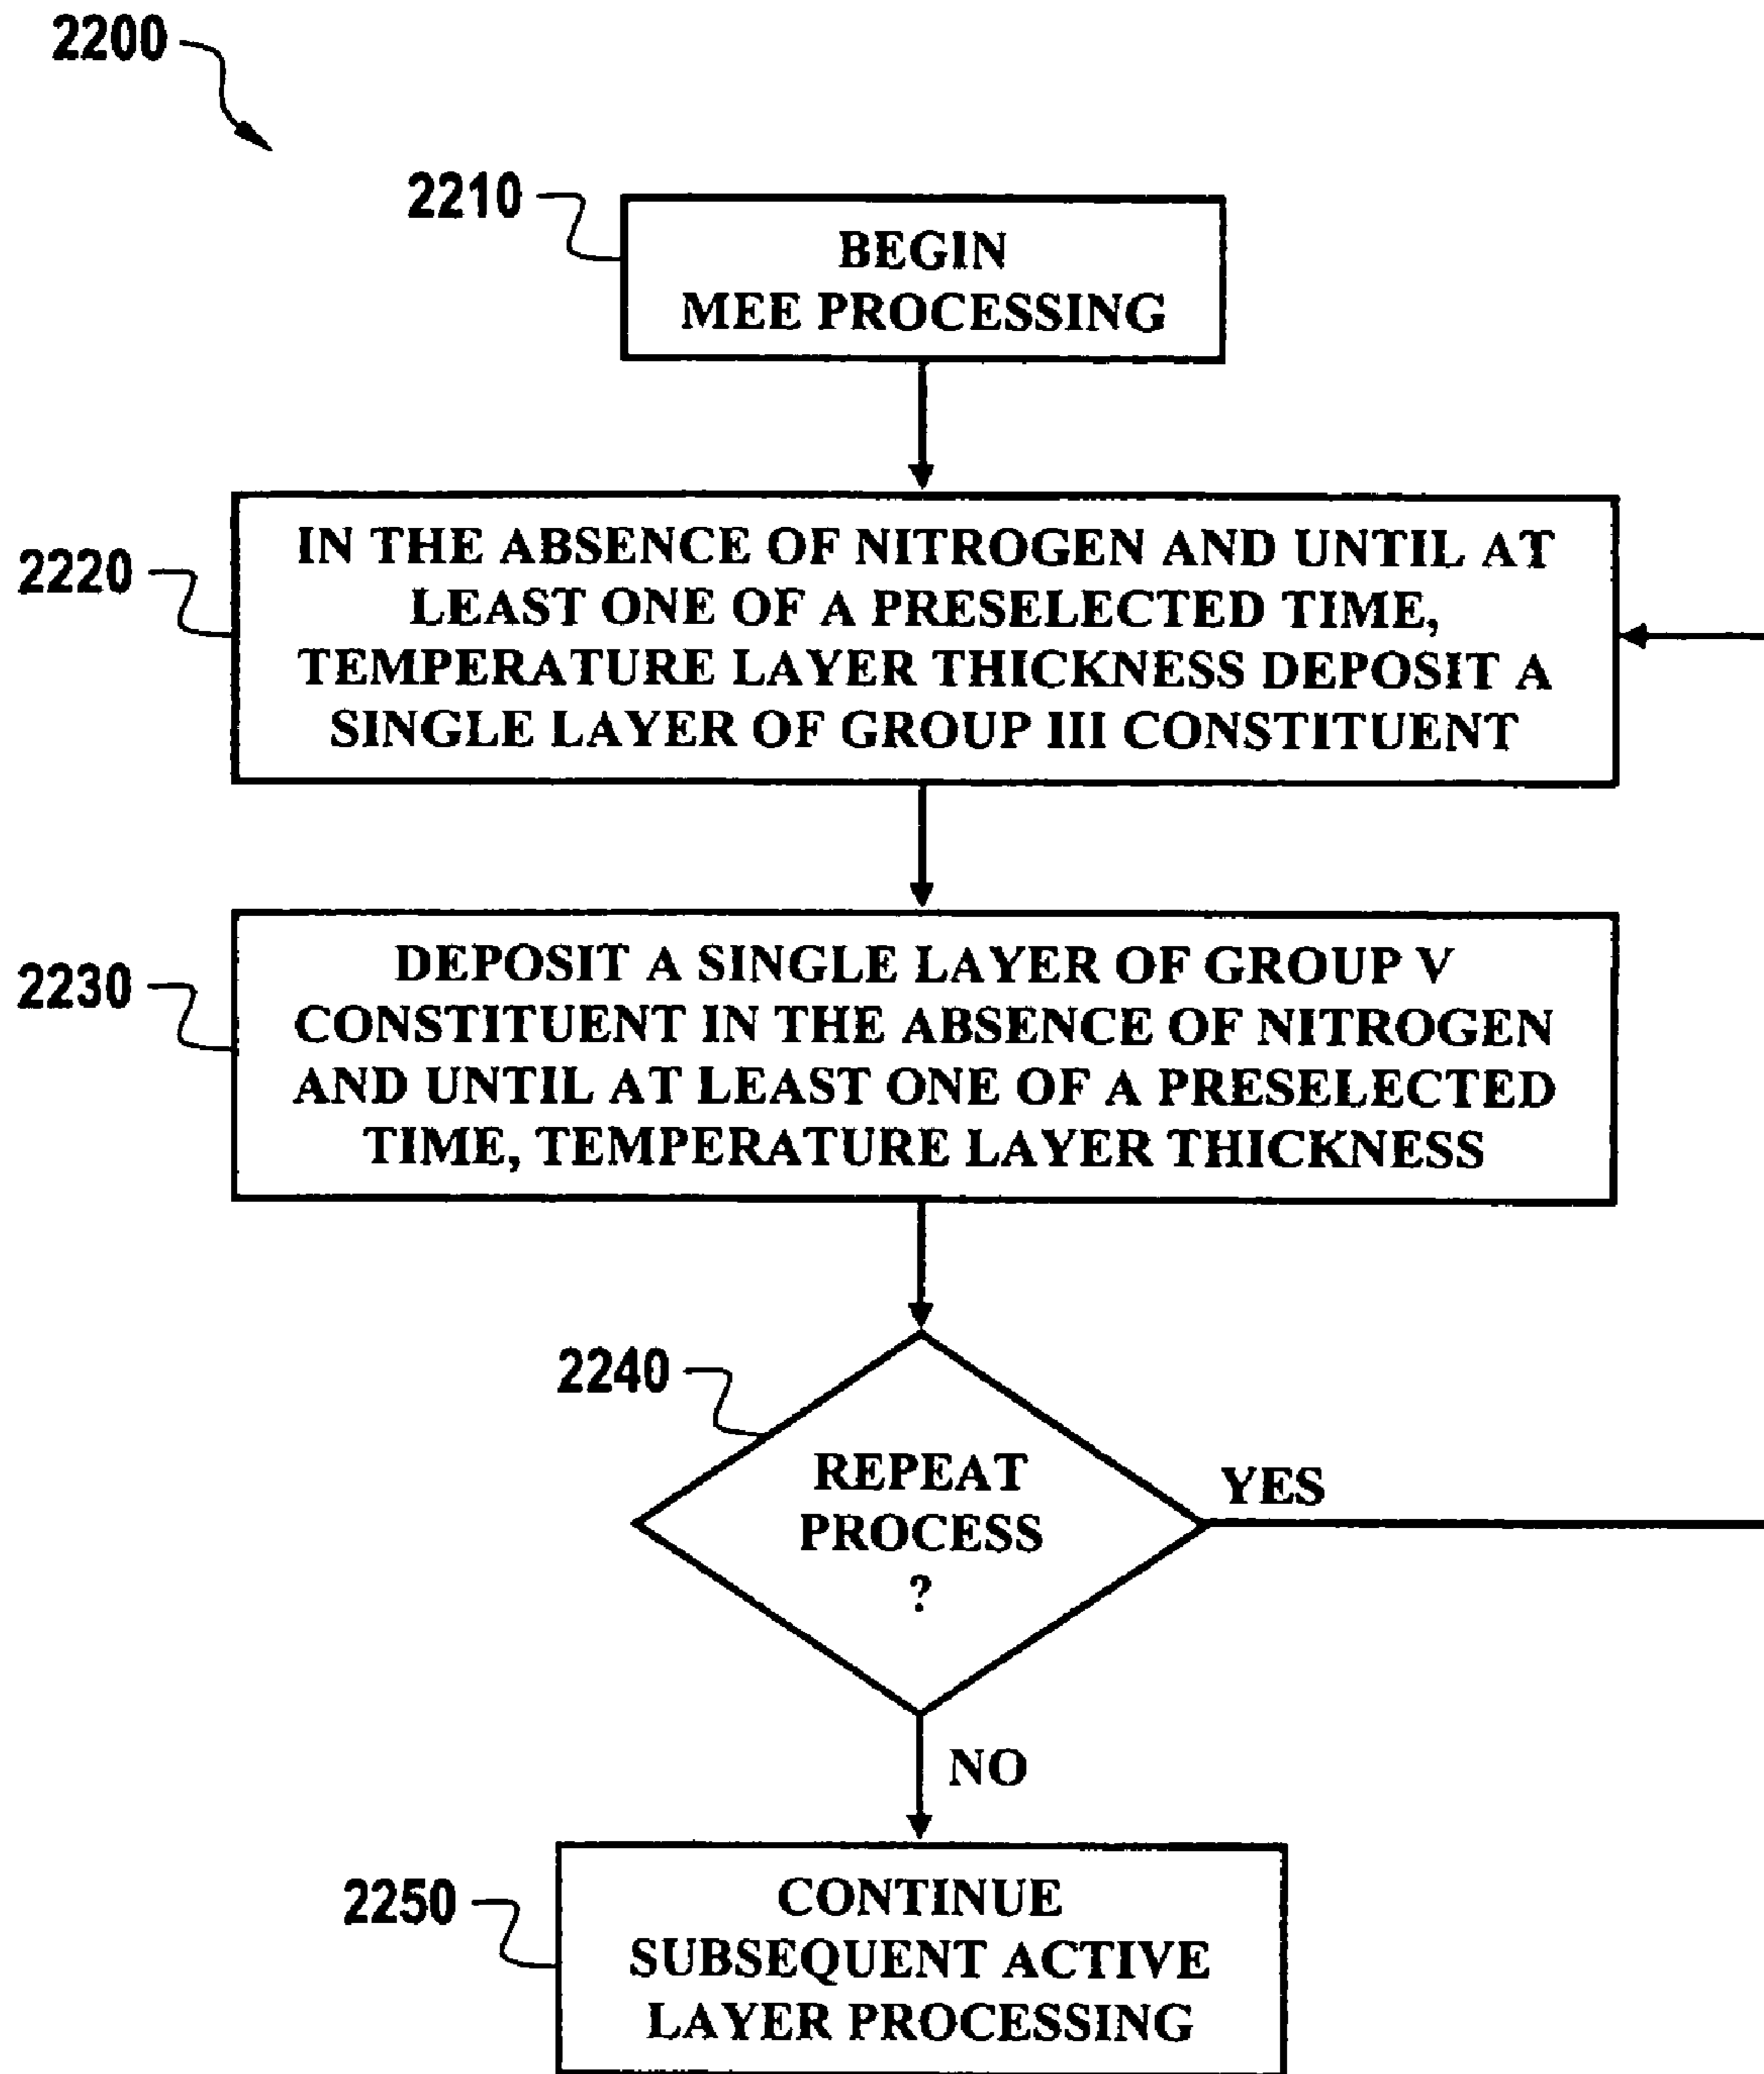 2200
2210
BEGIN
MEE PROCESSING
2220
IN THE ABSENCE OF NITROGEN AND UNTIL AT
LEAST ONE OF A PRESELECTED TIME,
TEMPERATURE LAYER THICKNESS DEPOSIT A
SINGLE LAYER OF GROUP III CONSTITUENT
2230
DEPOSIT A SINGLE LAYER OF GROUP V
CONSTITUENT IN THE ABSENCE OF NITROGEN
AND UNTIL AT LEAST ONE OF A PRESELECTED
TIME, TEMPERATURE LAYER THICKNESS
2240
REPEAT
PROCESS
?
YES
NO
2250
CONTINUE
SUBSEQUENT ACTIVE
LAYER PROCESSING